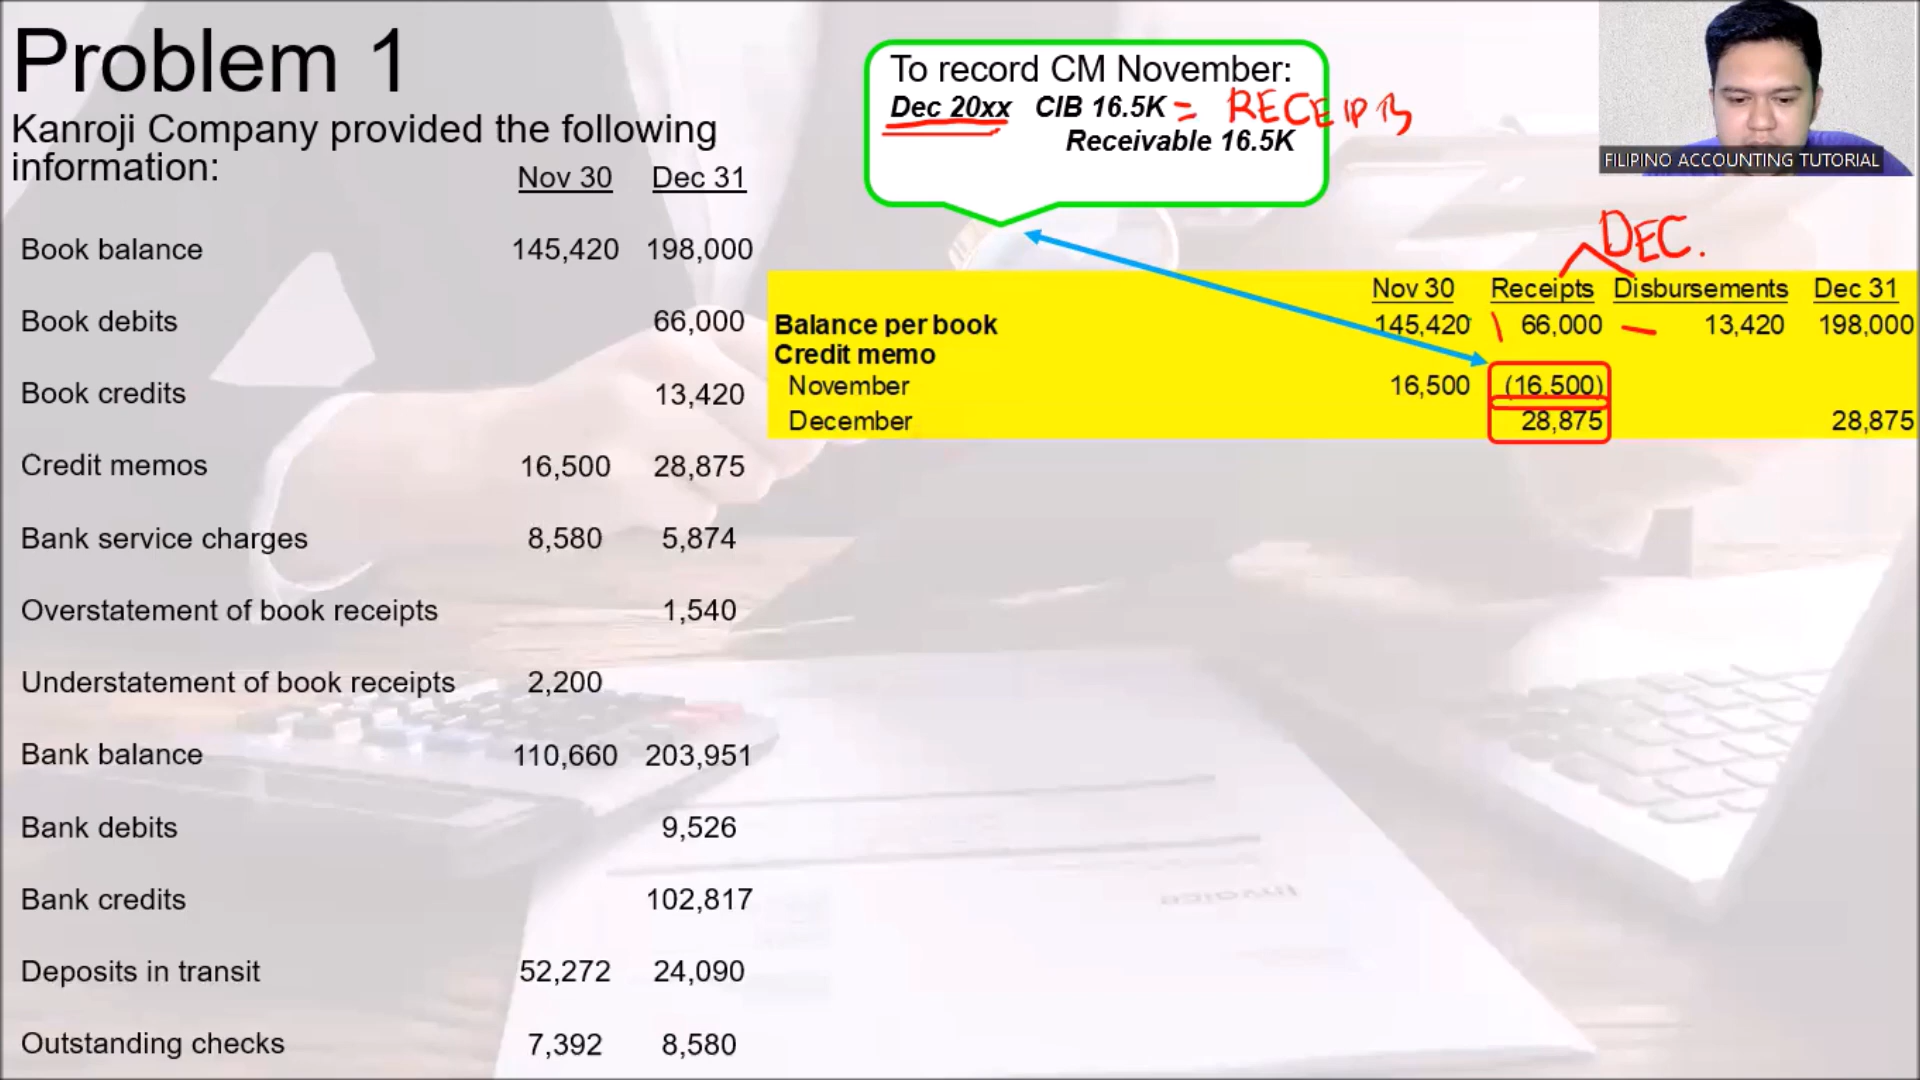 Problem 1
Kanroji Company provided the following
information:
Nov 30 Dec 31
Book balance 145,420 198,000
Book debits 66,000
Book credits 13,420
Credit memos 16,500 28,875
Bank service charges 8,580 5,874
Overstatement of book receipts 1,540
Understatement of book receipts 2,200
Bank balance 110,660 203,951
Bank debits 9,526
Bank credits 102,817
Deposits in transit 52,272 24,090
Outstanding checks 7,392 8,580
To record CM November:
Dec 20xx CIB 16.5K = RECEIPTS
Receivable 16.5K
FILIPINO ACCOUNTING TUTORIAL
DEC.
Nov 30 Receipts Disbursements Dec 31
Balance per book 145,420 66,000 13,420 198,000
Credit memo
November 16,500 (16,500)
December 28,875 28,875
Invoice